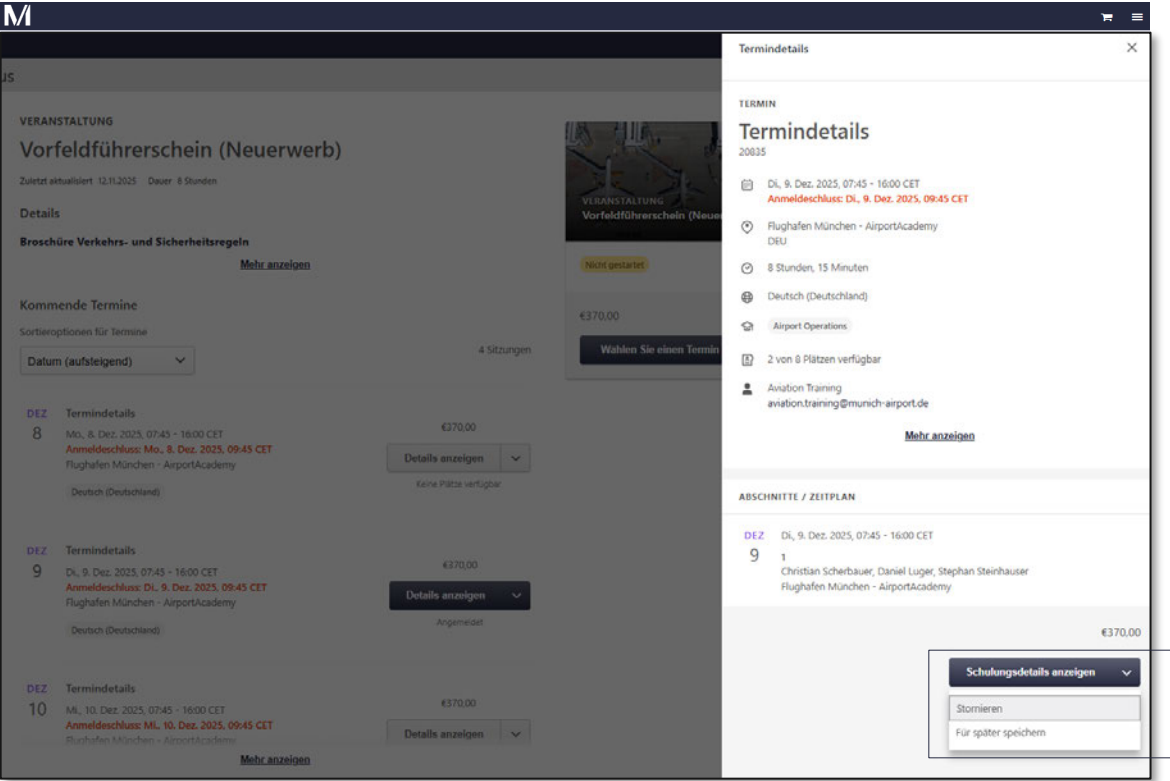 M
us
VERANSTALTUNG
Vorfeldführerschein (Neuerwerb)
Zuletzt aktualisiert 12.11.2025 Dauer 8 Stunden
Details
Broschüre Verkehrs- und Sicherheitsregeln
Mehr anzeigen
Kommende Termine
Sortieroptionen für Termine
Datum (aufsteigend)
4 Sitzungen
DEZ
8
Termindetails
Mo., 8. Dez. 2025, 07:45 - 16:00 CET
Anmeldeschluss: Mo., 8. Dez. 2025, 09:45 CET
Flughafen München - AirportAcademy
Deutsch (Deutschland)
€370,00
Details anzeigen
Keine Plätze verfügbar
DEZ
9
Termindetails
Di., 9. Dez. 2025, 07:45 - 16:00 CET
Anmeldeschluss: Di., 9. Dez. 2025, 09:45 CET
Flughafen München - AirportAcademy
Deutsch (Deutschland)
€370,00
Details anzeigen
Angemeldet
DEZ
10
Termindetails
Mi., 10. Dez. 2025, 07:45 - 16:00 CET
Anmeldeschluss: Mi., 10. Dez. 2025, 09:45 CET
Flughafen München - AirportAcademy
€370,00
Details anzeigen
Mehr anzeigen
VERANSTALTUNG
Vorfeldführerschein (Neuer
Nicht gestartet
€370,00
Wählen Sie einen Termin
Termindetails
TERMIN
Termindetails
20835
Di., 9. Dez. 2025, 07:45 - 16:00 CET
Anmeldeschluss: Di., 9. Dez. 2025, 09:45 CET
Flughafen München - AirportAcademy
DEU
8 Stunden, 15 Minuten
Deutsch (Deutschland)
Airport Operations
2 von 8 Plätzen verfügbar
Aviation Training
aviation.training@munich-airport.de
Mehr anzeigen
ABSCHNITTE / ZEITPLAN
DEZ
9
Di., 9. Dez. 2025, 07:45 - 16:00 CET
1
Christian Scherbauer, Daniel Luger, Stephan Steinhauser
Flughafen München - AirportAcademy
€370,00
Schulungsdetails anzeigen
Stornieren
Für später speichern